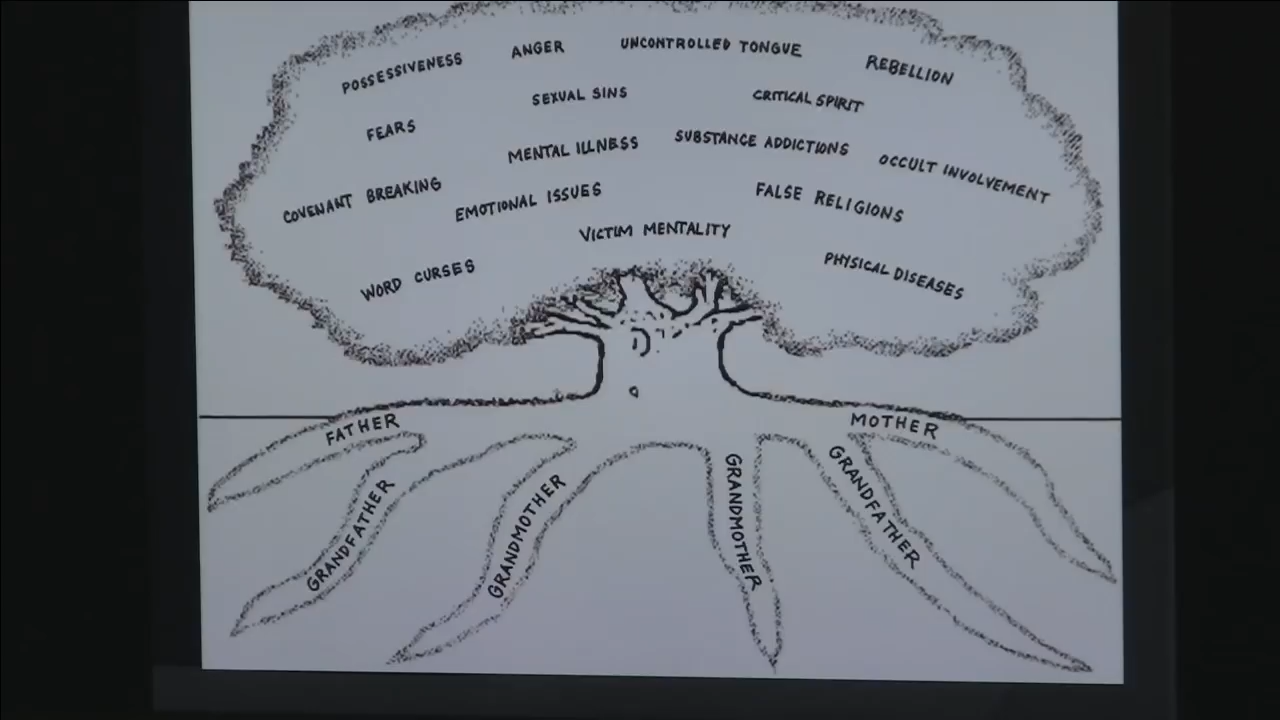 POSSESSIVENESS
ANGER
UNCONTROLLED TONGUE
REBELLION
SEXUAL SINS
CRITICAL SPIRIT
FEARS
MENTAL ILLNESS
SUBSTANCE ADDICTIONS
OCCULT INVOLVEMENT
COVENANT BREAKING
EMOTIONAL ISSUES
FALSE RELIGIONS
VICTIM MENTALITY
WORD CURSES
PHYSICAL DISEASES
FATHER
MOTHER
GRANDFATHER
GRANDMOTHER
GRANDMOTHER
GRANDFATHER